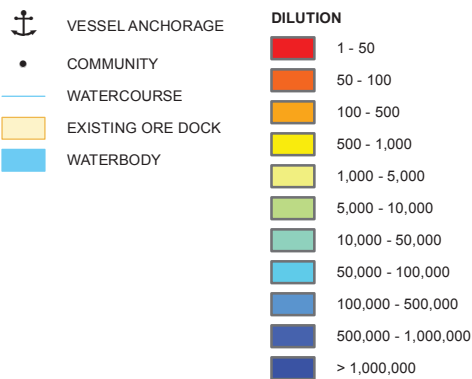 VESSEL ANCHORAGE
COMMUNITY
WATERCOURSE
EXISTING ORE DOCK
WATERBODY
DILUTION
1 - 50
50 - 100
100 - 500
500 - 1,000
1,000 - 5,000
5,000 - 10,000
10,000 - 50,000
50,000 - 100,000
100,000 - 500,000
500,000 - 1,000,000
> 1,000,000